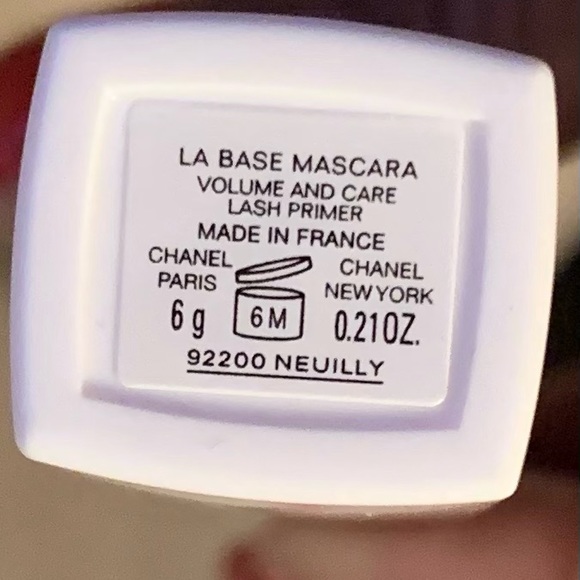 LA BASE MASCARA
VOLUME AND CARE
LASH PRIMER
MADE IN FRANCE
CHANEL
PARIS
CHANEL
NEW YORK
6 g
6M
0.21OZ.
92200 NEUILLY